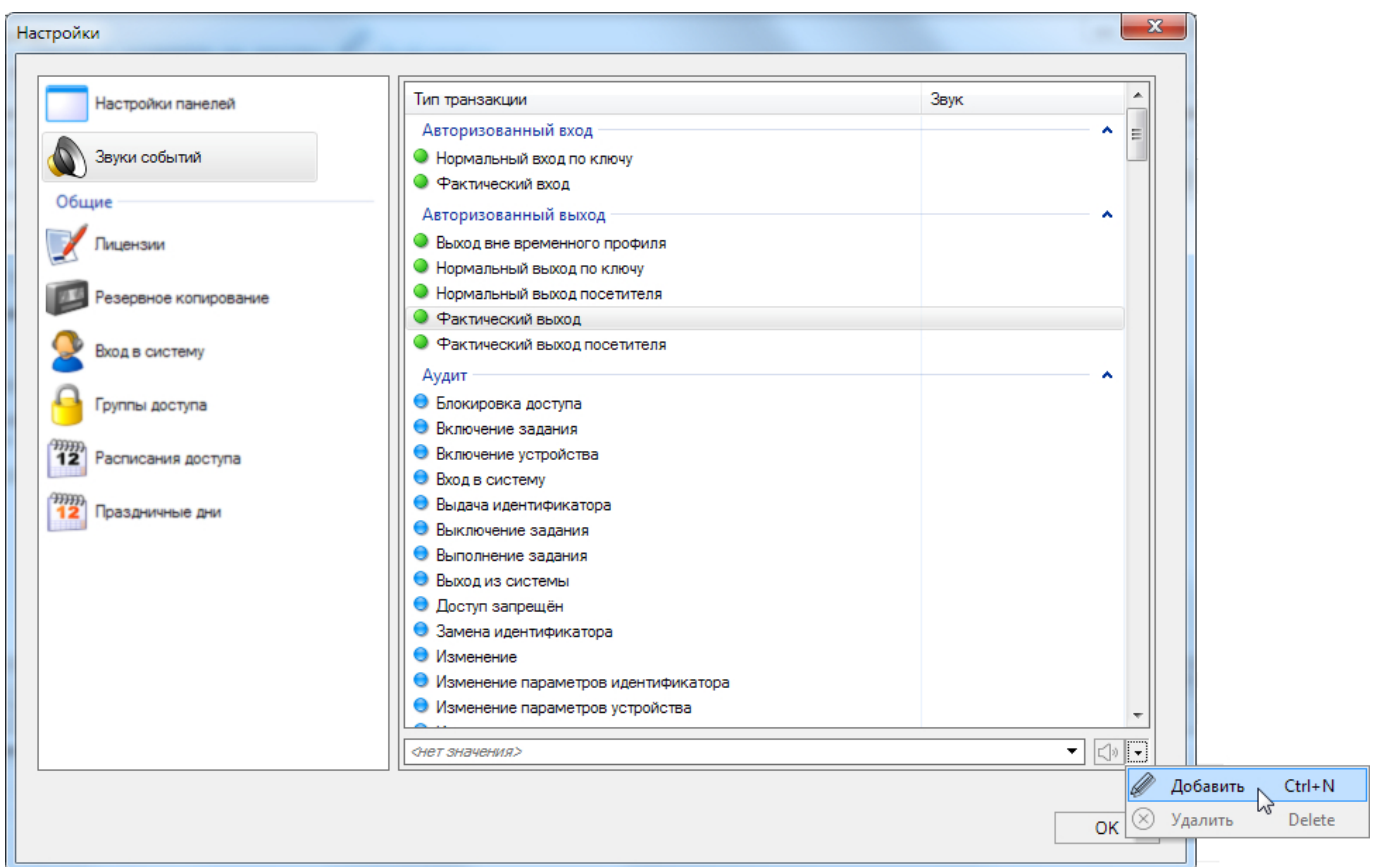 Настройки
Настройки панелей
Звуки событий
Общие
Лицензии
Резервное копирование
Вход в систему
Группы доступа
12
Расписания доступа
12
Праздничные дни
Тип транзакции Звук
Авторизованный вход
Нормальный вход по ключу
Фактический вход
Авторизованный выход
Выход вне временного профиля
Нормальный выход по ключу
Нормальный выход посетителя
Фактический выход
Фактический выход посетителя
Аудит
Блокировка доступа
Включение задания
Включение устройства
Вход в систему
Выдача идентификатора
Выключение задания
Выполнение задания
Выход из системы
Доступ запрещён
Замена идентификатора
Изменение
Изменение параметров идентификатора
Изменение параметров устройства
<нет значения>
Добавить Ctrl+N
Удалить Delete
OK